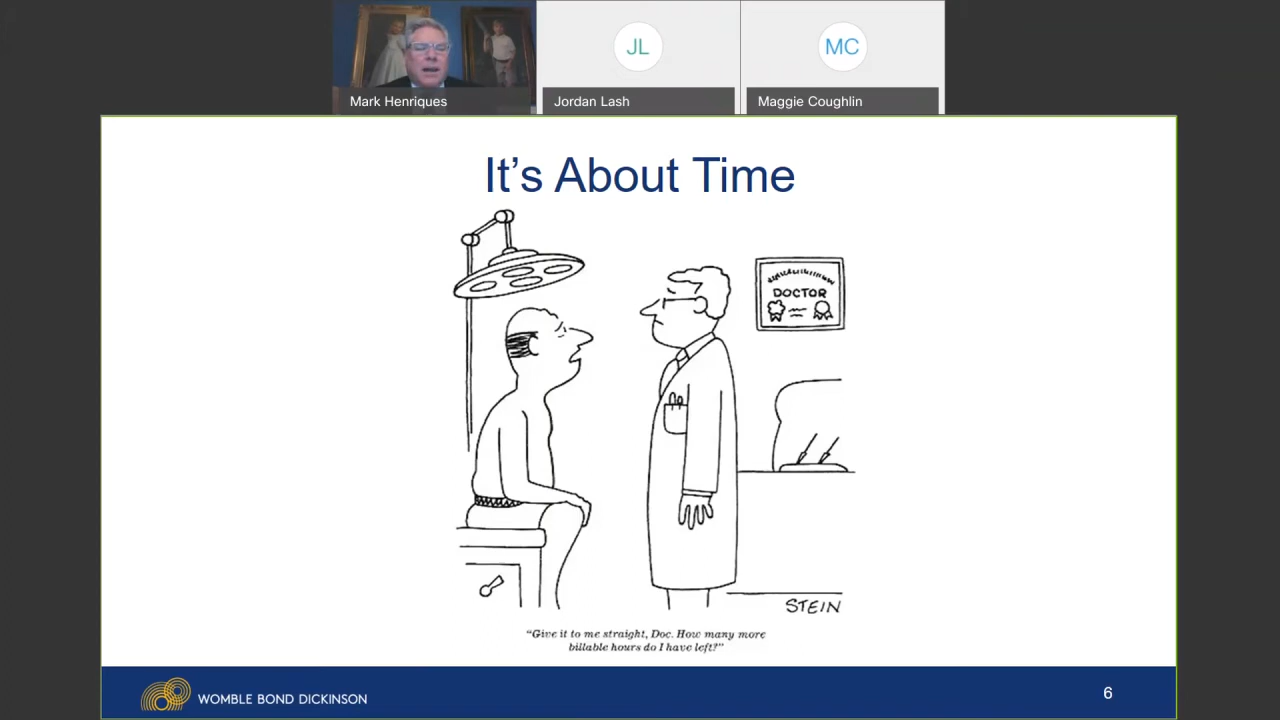 JL
MC
Mark Henriques
Jordan Lash
Maggie Coughlin
It’s About Time
DOCTOR
STEIN
“Give it to me straight, Doc. How many more
billable hours do I have left?”
WOMBLE BOND DICKINSON
6